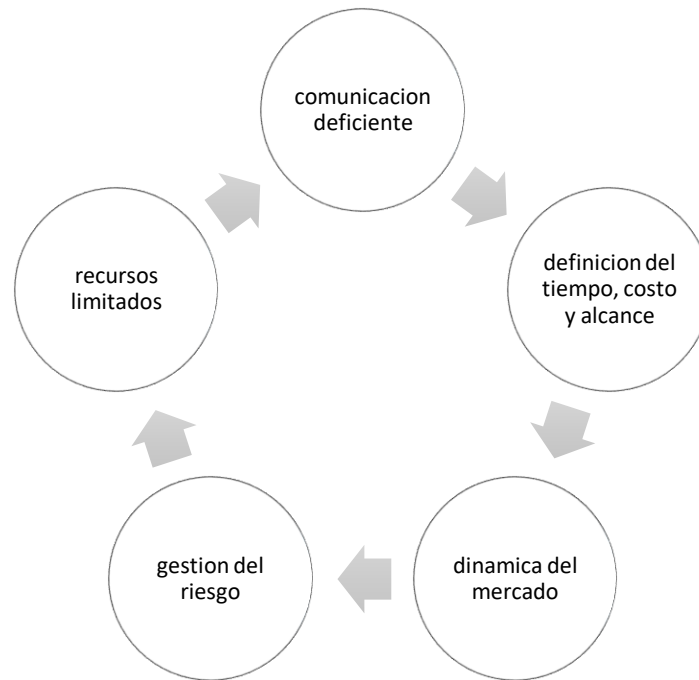 comunicacion
deficiente
definicion del
tiempo, costo
y alcance
dinamica del
mercado
gestion del
riesgo
recursos
limitados